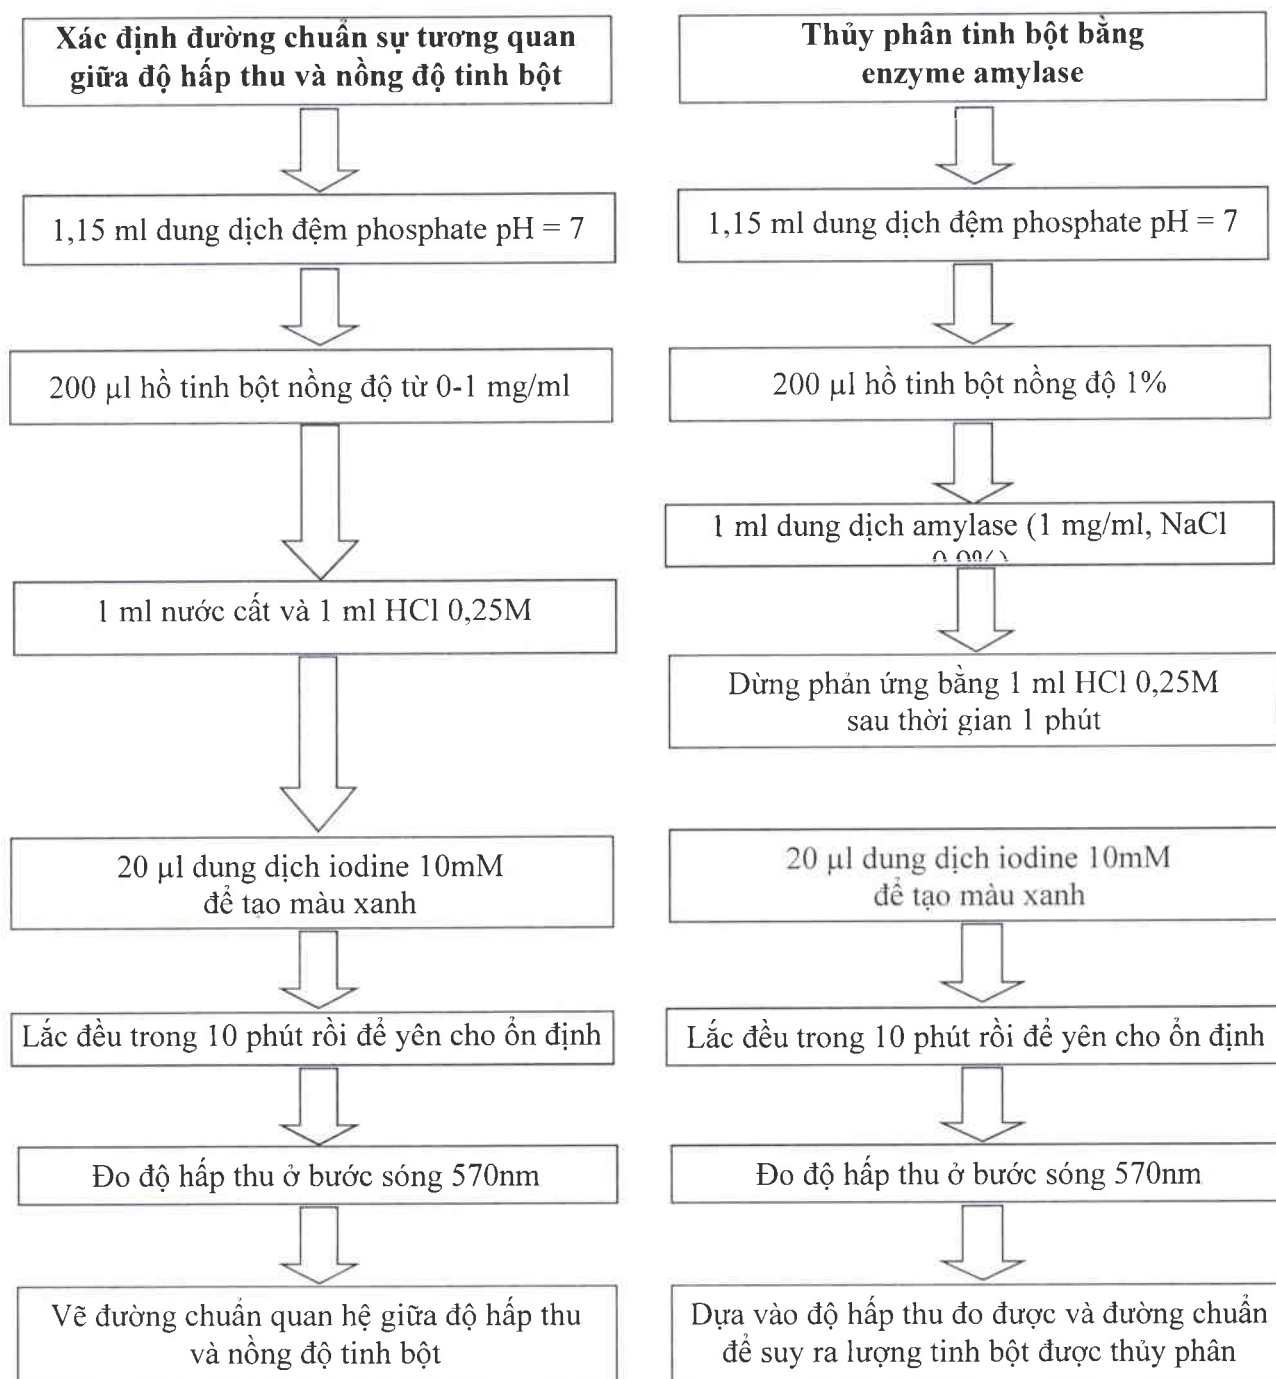 Xác định đường chuẩn sự tương quan
giữa độ hấp thu và nồng độ tinh bột
1,15 ml dung dịch đệm phosphate pH = 7
200 µl hồ tinh bột nồng độ từ 0-1 mg/ml
1 ml nước cất và 1 ml HCl 0,25M
20 µl dung dịch iodine 10mM
để tạo màu xanh
Lắc đều trong 10 phút rồi để yên cho ổn định
Đo độ hấp thu ở bước sóng 570nm
Vẽ đường chuẩn quan hệ giữa độ hấp thu
và nồng độ tinh bột
Thủy phân tinh bột bằng
enzyme amylase
1,15 ml dung dịch đệm phosphate pH = 7
200 µl hồ tinh bột nồng độ 1%
1 ml dung dịch amylase (1 mg/ml, NaCl
Dừng phản ứng bằng 1 ml HCl 0,25M
sau thời gian 1 phút
20 µl dung dịch iodine 10mM
để tạo màu xanh
Lắc đều trong 10 phút rồi để yên cho ổn định
Đo độ hấp thu ở bước sóng 570nm
Dựa vào độ hấp thu đo được và đường chuẩn
để suy ra lượng tinh bột được thủy phân